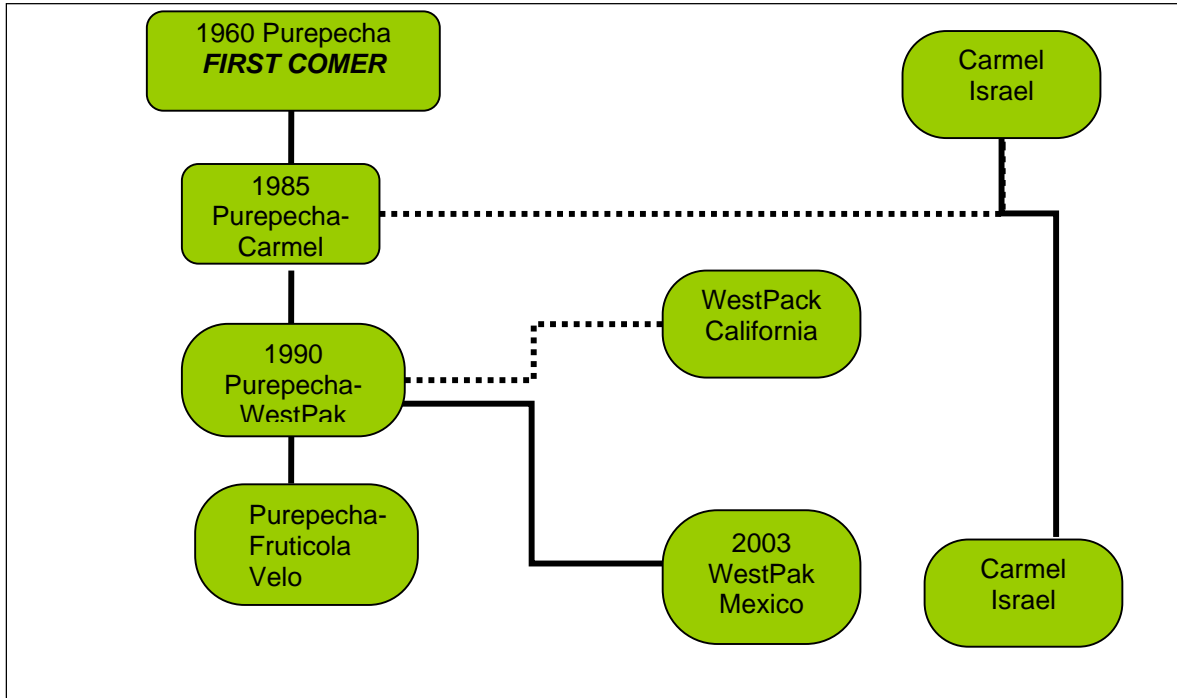 1960 Purepecha
FIRST COMER
Carmel
Israel
1985
Purepecha-
Carmel
WestPack
California
1990
Purepecha-
WestPak
Purepecha-
Fruticola
Velo
2003
WestPak
Mexico
Carmel
Israel